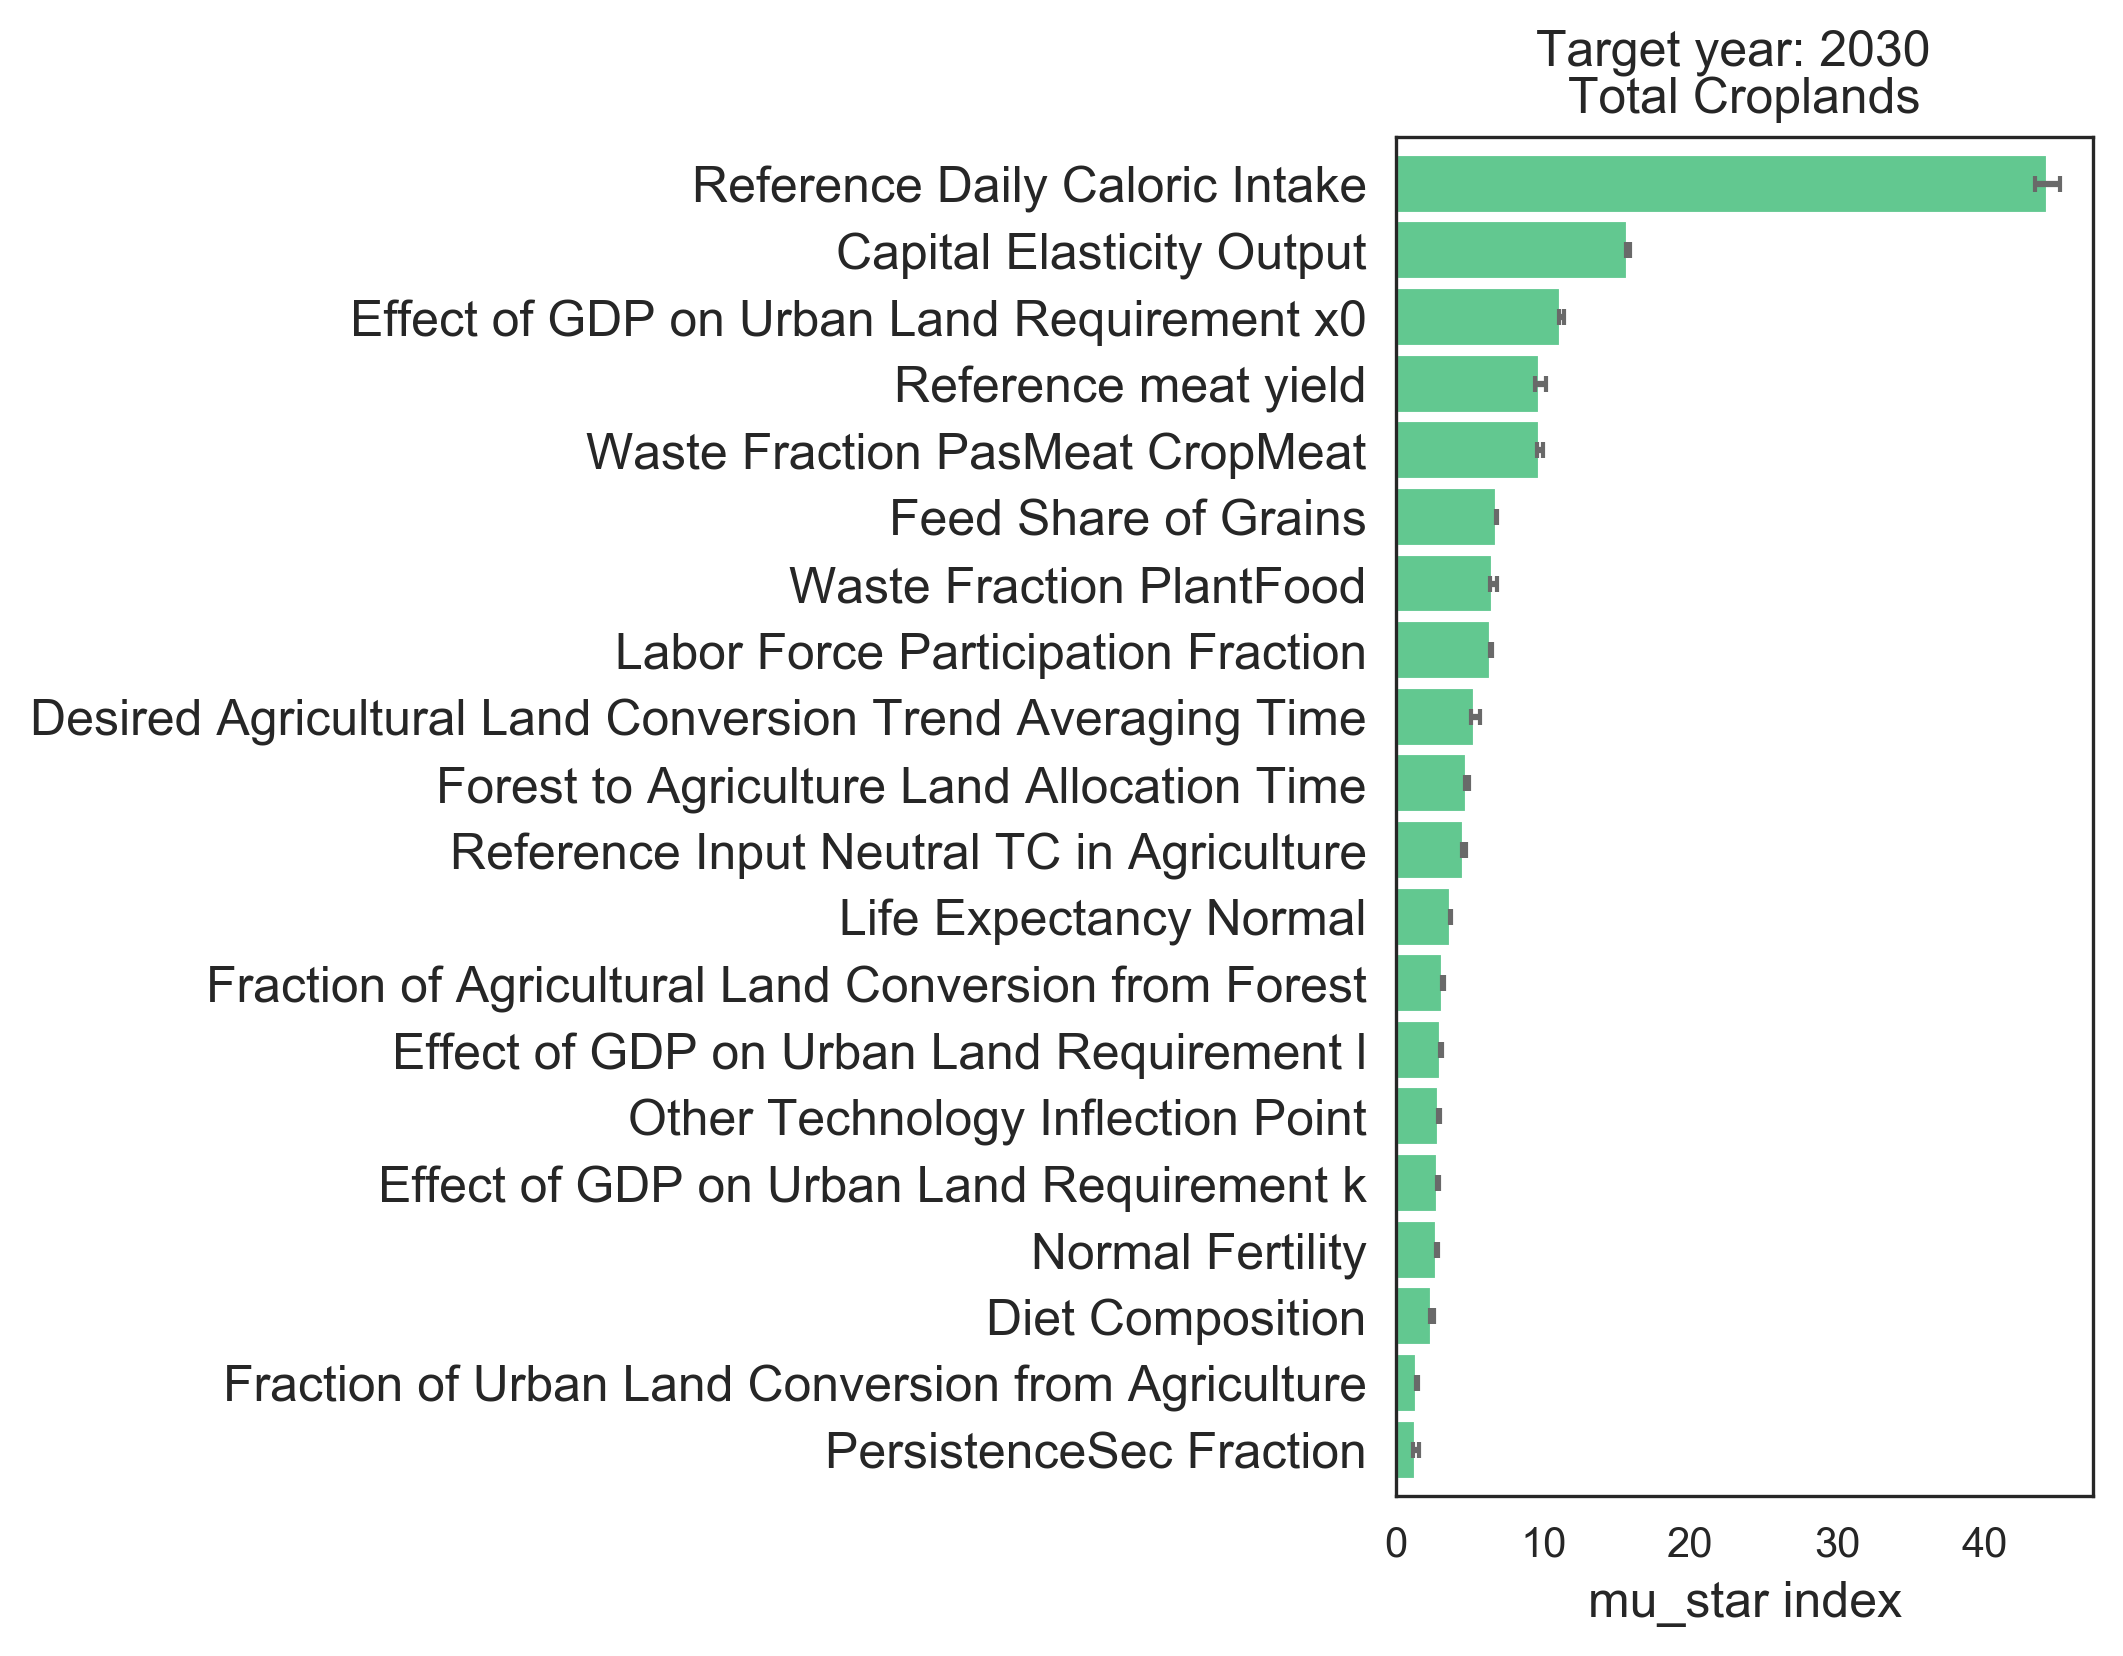 Target year: 2030
Total Croplands
Reference Daily Caloric Intake
Capital Elasticity Output
Effect of GDP on Urban Land Requirement x0
Reference meat yield
Waste Fraction PasMeat CropMeat
Feed Share of Grains
Waste Fraction PlantFood
Labor Force Participation Fraction
Desired Agricultural Land Conversion Trend Averaging Time
Forest to Agriculture Land Allocation Time
Reference Input Neutral TC in Agriculture
Life Expectancy Normal
Fraction of Agricultural Land Conversion from Forest
Effect of GDP on Urban Land Requirement l
Other Technology Inflection Point
Effect of GDP on Urban Land Requirement k
Normal Fertility
Diet Composition
Fraction of Urban Land Conversion from Agriculture
PersistenceSec Fraction
0 10 20 30 40
mu_star index